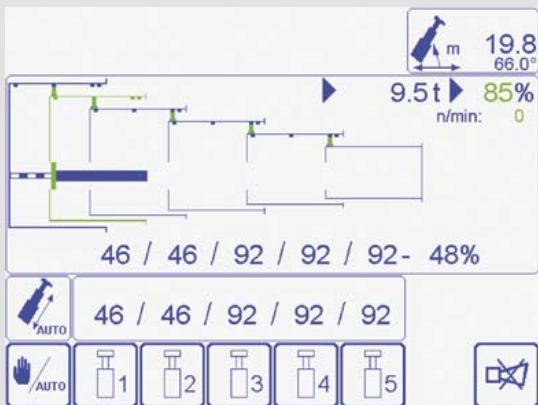 m 19.8
66.0°
9.5 t 85%
n/min: 0
46 / 46 / 92 / 92 / 92- 48%
AUTO 46 / 46 / 92 / 92 / 92
/AUTO 1 2 3 4 5